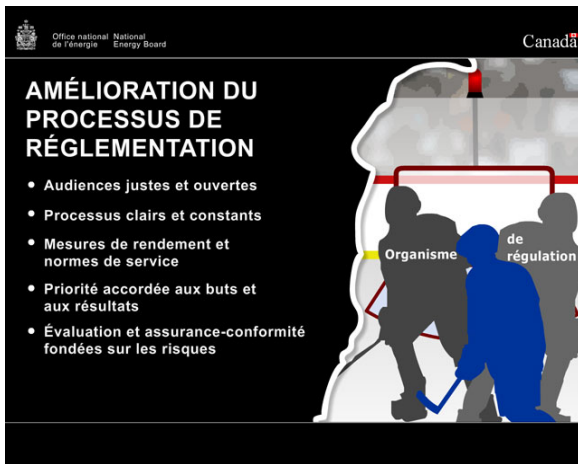 Office national National
de l'énergie Energy Board
Canada
AMÉLIORATION DU
PROCESSUS DE
RÉGLEMENTATION
• Audiences justes et ouvertes
• Processus clairs et constants
• Mesures de rendement et
normes de service
• Priorité accordée aux buts et
aux résultats
• Évaluation et assurance-conformité
fondées sur les risques
Organisme
de
régulation